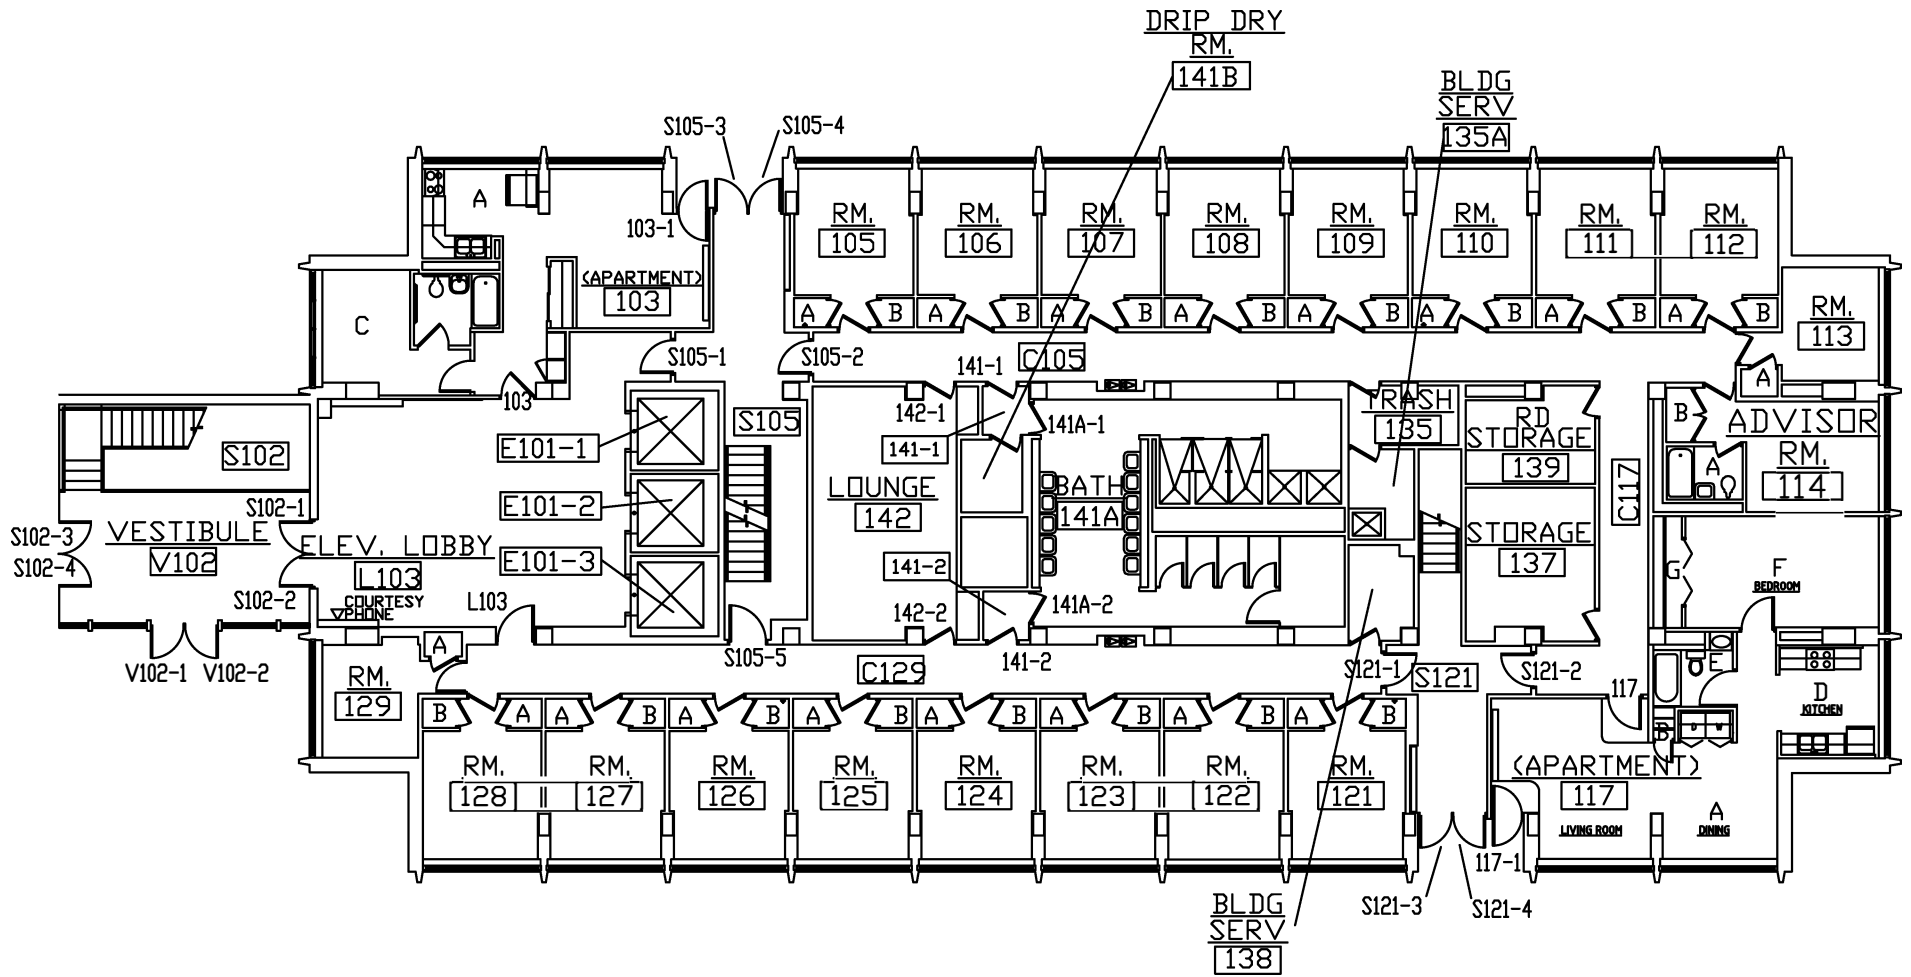 DRIP DRY
RM.
141B
BLDG
SERV
135A
S105-3
S105-4
A
103-1
(APARTMENT)
103
C
RM.
105
RM.
106
RM.
107
RM.
108
RM.
109
RM.
110
RM.
111
RM.
112
A
B
A
B
A
B
A
B
A
B
A
B
A
B
A
B
RM.
113
A
S105-1
S105-2
C105
141-1
103
142-1
141A-1
141-1
S105
TRASH
135
RD
STORAGE
139
C117
B
ADVISOR
A
RM.
114
S102
E101-1
E101-2
E101-3
LOUNGE
142
BATH
141A
STORAGE
137
S102-1
S102-3
S102-4
VESTIBULE
V102
ELEV. LOBBY
L103
COURTESY
PHONE
S102-2
L103
141-2
142-2
141A-2
G
F
BEDROOM
V102-1
V102-2
A
S105-5
C129
141-2
S121-1
S121
S121-2
117
E
D
KITCHEN
RM.
129
B
A
A
B
A
B
A
B
A
B
A
B
A
B
A
B
B
D
W
RM.
128
RM.
127
RM.
126
RM.
125
RM.
124
RM.
123
RM.
122
RM.
121
(APARTMENT)
117
A
LIVING ROOM
DINING
117-1
S121-3
S121-4
BLDG
SERV
138